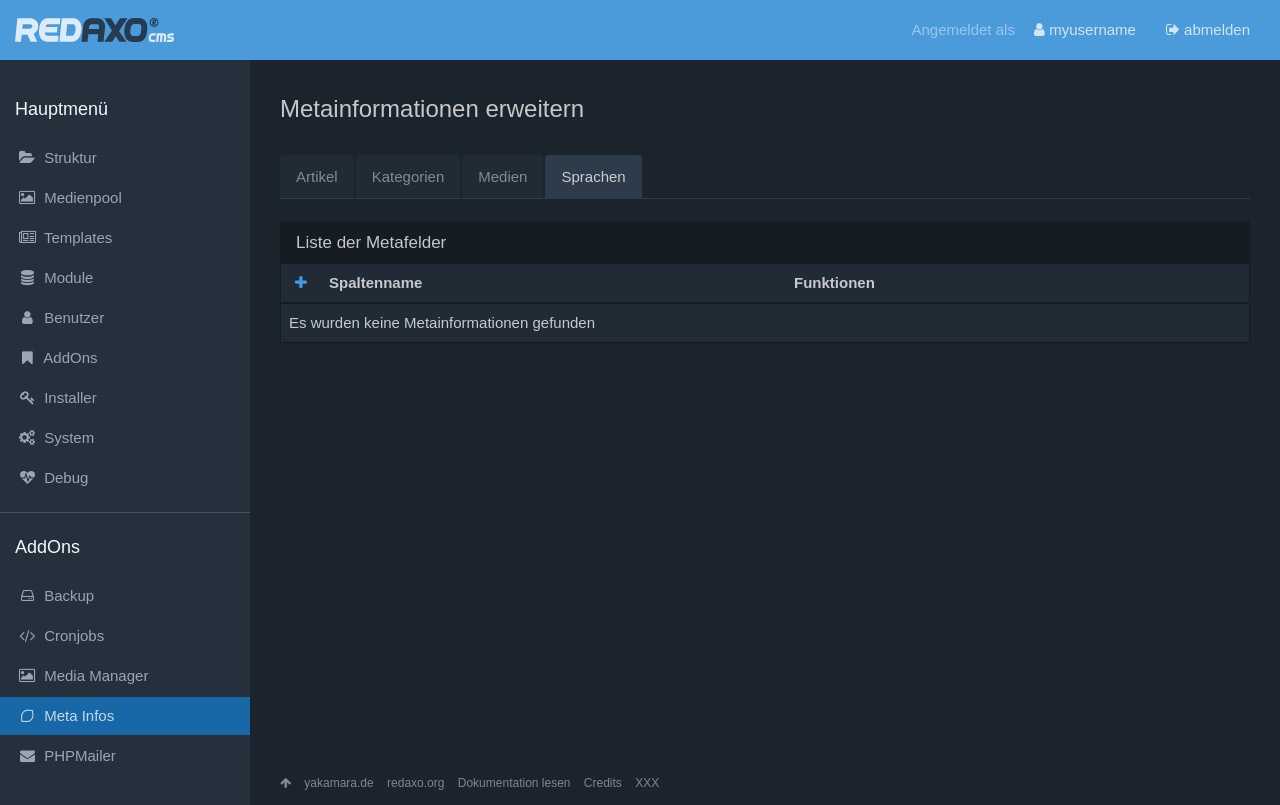 REDAXO® cms
Angemeldet als myusername abmelden
Hauptmenü
Struktur
Medienpool
Templates
Module
Benutzer
AddOns
Installer
System
Debug
AddOns
Backup
Cronjobs
Media Manager
Meta Infos
PHPMailer
Metainformationen erweitern
Artikel Kategorien Medien Sprachen
Liste der Metafelder
Spaltenname Funktionen
Es wurden keine Metainformationen gefunden
yakamara.de redaxo.org Dokumentation lesen Credits XXX